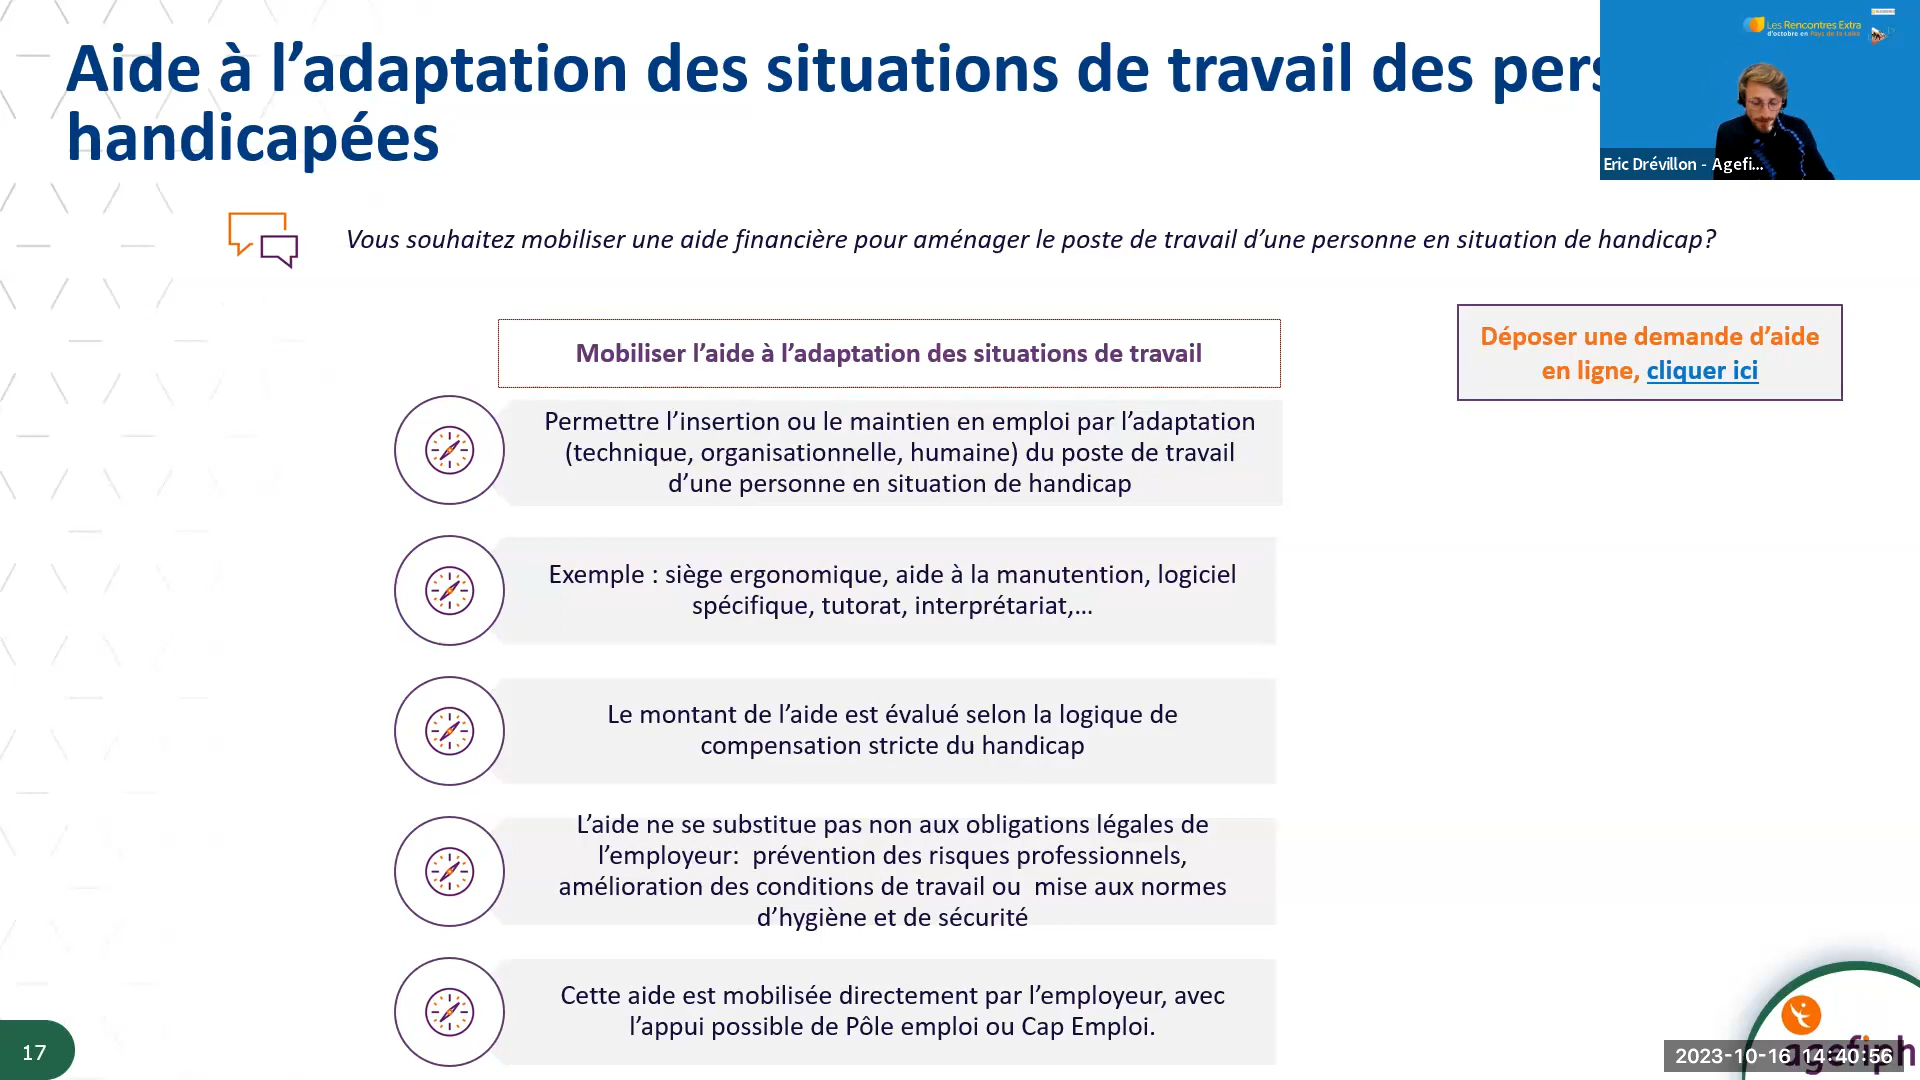 Aide à l’adaptation des situations de travail des pers
handicapées
Les Rencontres Extra
d'octobre en Pays de la Loire
Eric Drévillon - Agefi...
Vous souhaitez mobiliser une aide financière pour aménager le poste de travail d’une personne en situation de handicap?
Mobiliser l’aide à l’adaptation des situations de travail
Déposer une demande d’aide
en ligne, cliquer ici
Permettre l’insertion ou le maintien en emploi par l’adaptation
(technique, organisationnelle, humaine) du poste de travail
d’une personne en situation de handicap
Exemple : siège ergonomique, aide à la manutention, logiciel
spécifique, tutorat, interprétariat,…
Le montant de l’aide est évalué selon la logique de
compensation stricte du handicap
L’aide ne se substitue pas non aux obligations légales de
l’employeur:  prévention des risques professionnels,
amélioration des conditions de travail ou  mise aux normes
d’hygiène et de sécurité
Cette aide est mobilisée directement par l’employeur, avec
l’appui possible de Pôle emploi ou Cap Emploi.
17
agefiph
2023-10-16 14:40:56